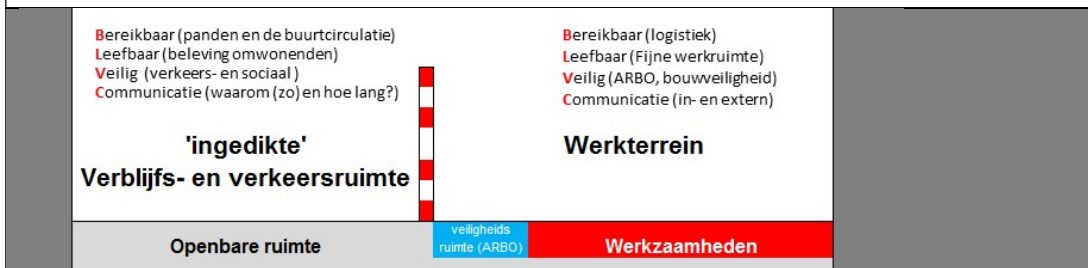 Bereikbaar (panden en de buurtcirculatie)
Leefbaar (beleving omwonenden)
Veilig (verkeers- en sociaal )
Communicatie (waarom (zo) en hoe lang?)
'ingedikte'
Verblijfs- en verkeersruimte
Bereikbaar (logistiek)
Leefbaar (Fijne werkruimte)
Veilig (ARBO, bouwveiligheid)
Communicatie (in- en extern)
Werkterrein
Openbare ruimte
veiligheids
ruimte (ARBO)
Werkzaamheden